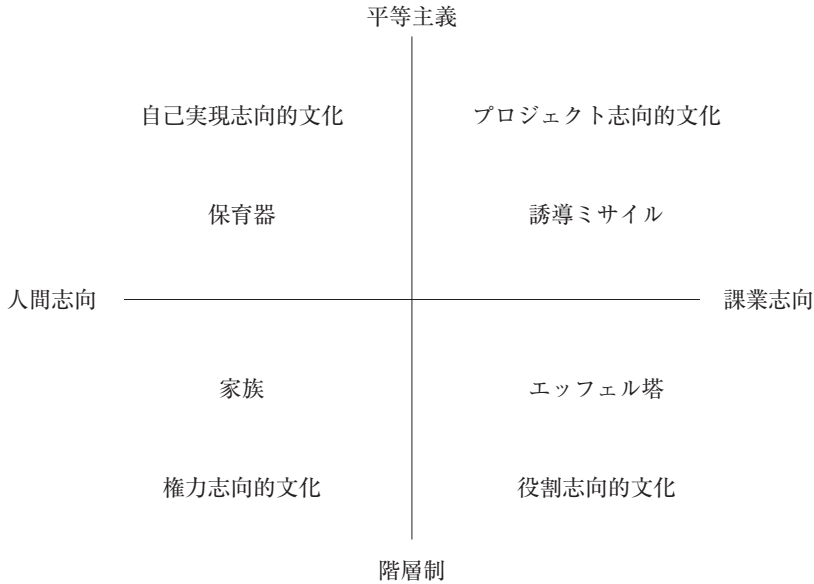 平等主義
自己実現志向的文化
プロジェクト志向的文化
保育器
誘導ミサイル
人間志向
課業志向
家族
エッフェル塔
権力志向的文化
役割志向的文化
階層制